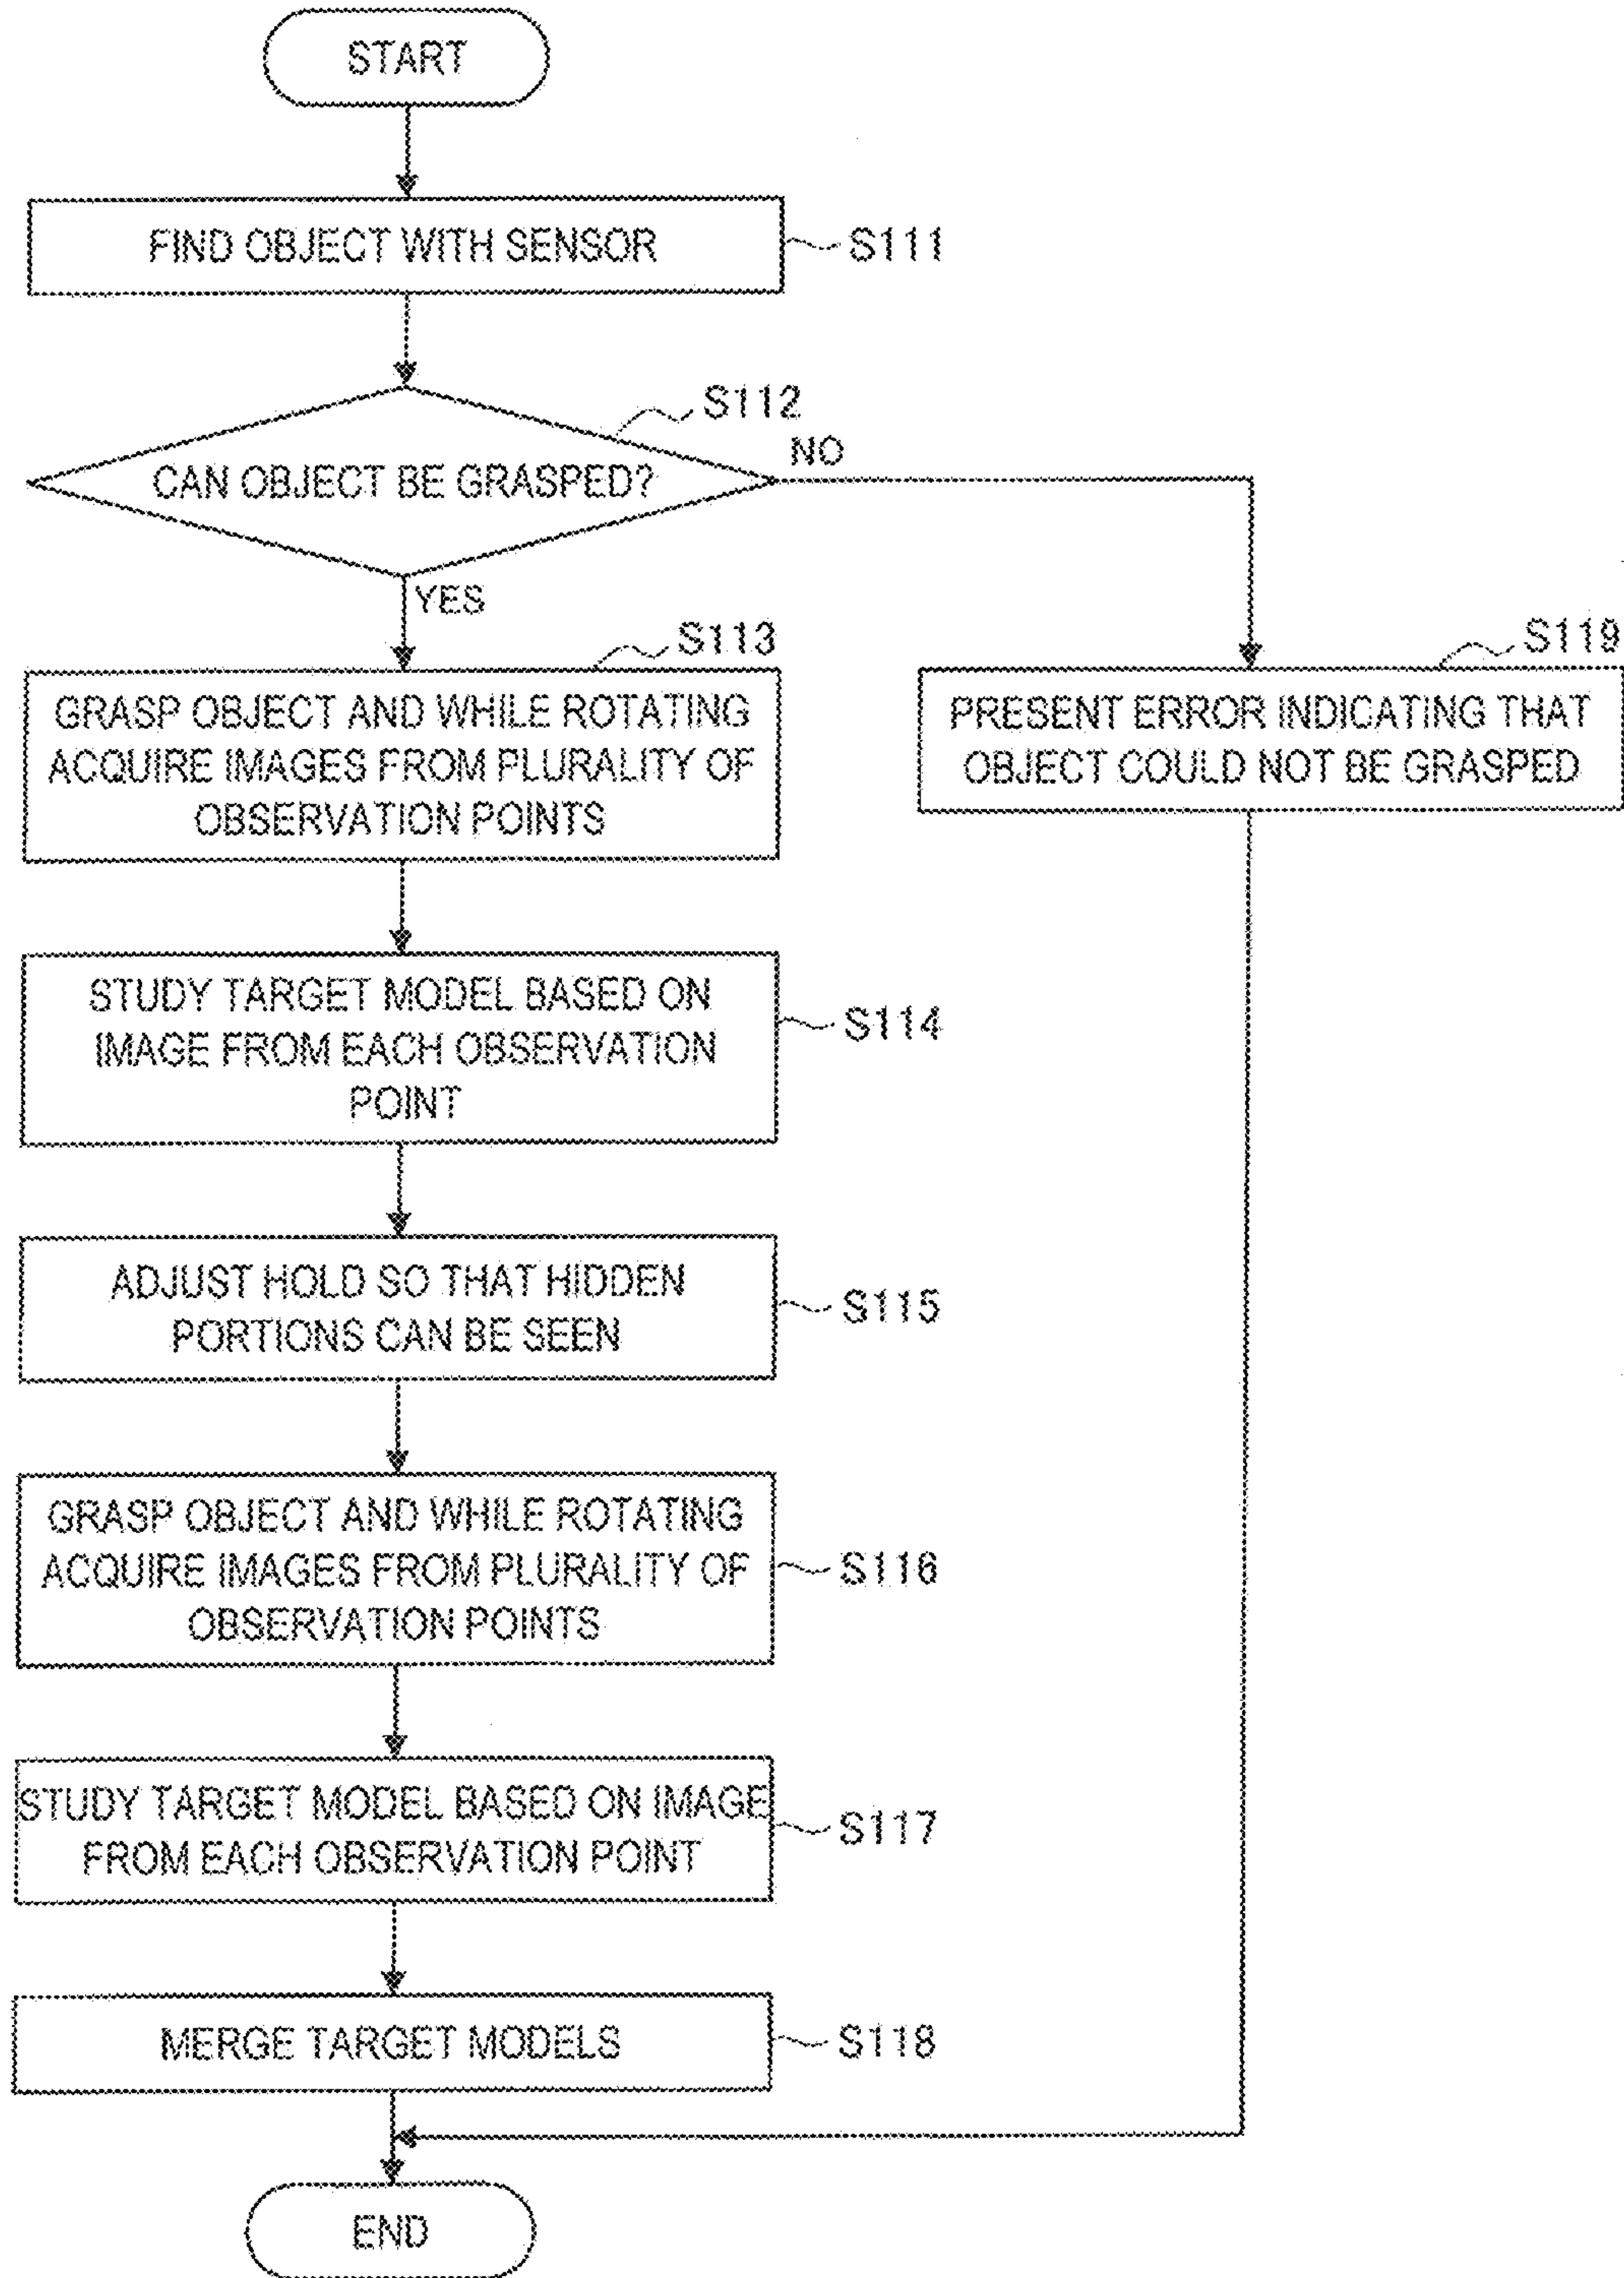 START
FIND OBJECT WITH SENSOR
S111
S112
CAN OBJECT BE GRASPED?
NO
YES
S113
GRASP OBJECT AND WHILE ROTATING
ACQUIRE IMAGES FROM PLURALITY OF
OBSERVATION POINTS
S119
PRESENT ERROR INDICATING THAT
OBJECT COULD NOT BE GRASPED
STUDY TARGET MODEL BASED ON
IMAGE FROM EACH OBSERVATION
POINT
S114
ADJUST HOLD SO THAT HIDDEN
PORTIONS CAN BE SEEN
S115
GRASP OBJECT AND WHILE ROTATING
ACQUIRE IMAGES FROM PLURALITY OF
OBSERVATION POINTS
S116
STUDY TARGET MODEL BASED ON IMAGE
FROM EACH OBSERVATION POINT
S117
MERGE TARGET MODELS
S118
END